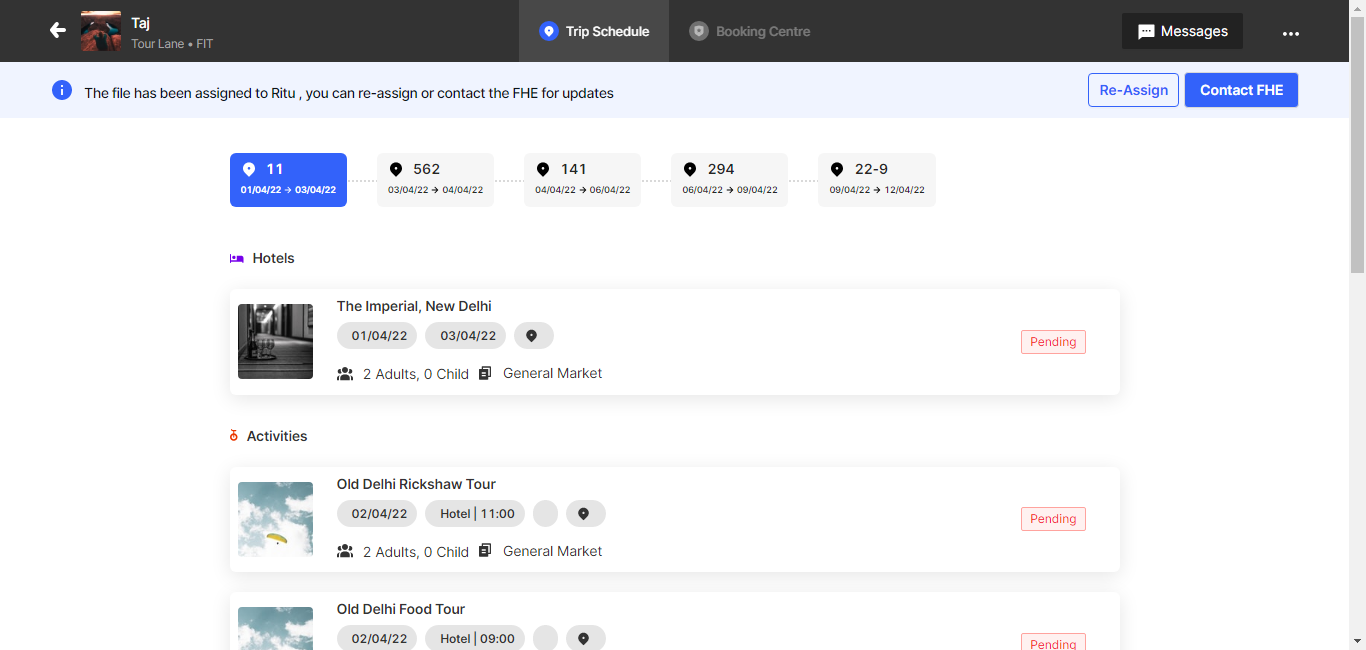 Taj
Tour Lane • FIT
Trip Schedule
Booking Centre
Messages
The file has been assigned to Ritu , you can re-assign or contact the FHE for updates
Re-Assign
Contact FHE
11
01/04/22 → 03/04/22
562
03/04/22 → 04/04/22
141
04/04/22 → 06/04/22
294
06/04/22 → 09/04/22
22-9
09/04/22 → 12/04/22
Hotels
The Imperial, New Delhi
01/04/22 03/04/22
Pending
2 Adults, 0 Child General Market
Activities
Old Delhi Rickshaw Tour
02/04/22 Hotel | 11:00
Pending
2 Adults, 0 Child General Market
Old Delhi Food Tour
02/04/22 Hotel | 09:00
Pending